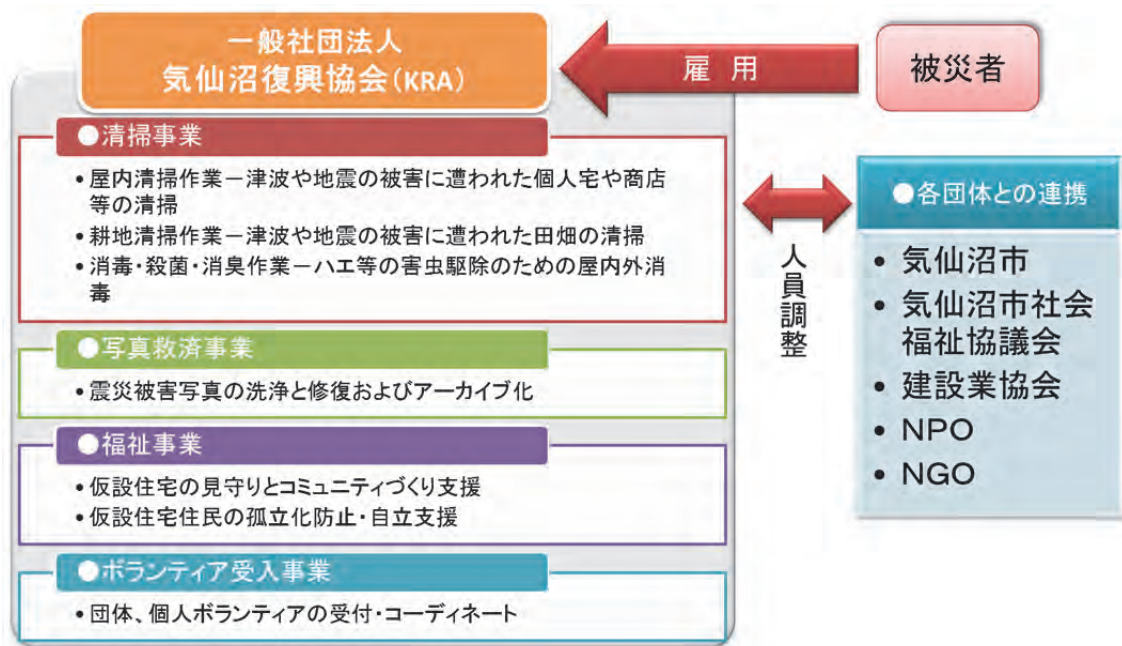 一般社団法人
気仙沼復興協会(KRA)
雇用
被災者
●清掃事業
• 屋内清掃作業－津波や地震の被害に遭われた個人宅や商店
等の清掃
• 耕地清掃作業－津波や地震の被害に遭われた田畑の清掃
• 消毒・殺菌・消臭作業－ハエ等の害虫駆除のための屋内外消
毒
●写真救済事業
• 震災被害写真の洗浄と修復およびアーカイブ化
●福祉事業
• 仮設住宅の見守りとコミュニティづくり支援
• 仮設住宅住民の孤立化防止・自立支援
●ボランティア受入事業
• 団体、個人ボランティアの受付・コーディネート
人員調整
●各団体との連携
• 気仙沼市
• 気仙沼市社会
福祉協議会
• 建設業協会
• NPO
• NGO